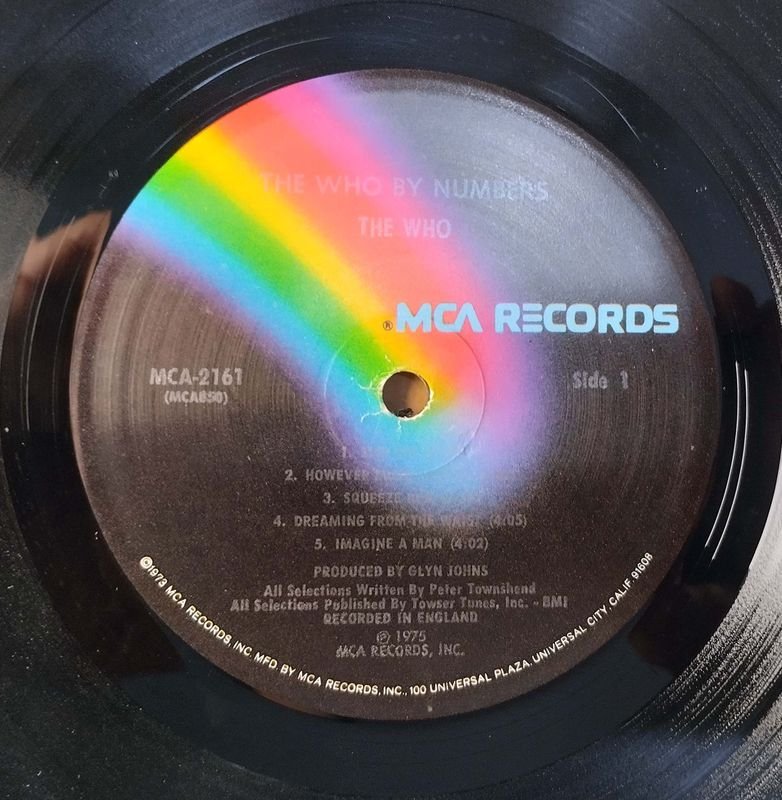 THE WHO BY NUMBERS
THE WHO
®MCA RECORDS
MCA-2161
(MCA850)
Side 1
1.
2. HOWEVER
3. SQUEEZE
4. DREAMING FROM THE WAIST (4:05)
5. IMAGINE A MAN (4:02)
PRODUCED BY GLYN JOHNS
All Selections Written By Peter Townshend
All Selections Published By Towser Tunes, Inc. - BMI
RECORDED IN ENGLAND
℗ 1975
MCA RECORDS, INC.
©1973 MCA RECORDS, INC. MFD. BY MCA RECORDS, INC., 100 UNIVERSAL PLAZA, UNIVERSAL CITY, CALIF. 91608